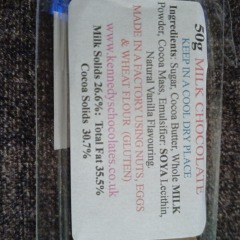 50g MILK CHOCOLATE
KEEP IN A COOL DRY PLACE
Ingredients: Sugar, Cocoa Butter, Whole MILK
Powder, Cocoa Mass, Emulsifier: SOYA Lecithin,
Natural Vanilla Flavouring.
MADE IN A FACTORY USING NUTS, EGGS
& WHEAT FLOUR (GLUTEN)
www.kennedyschocolates.co.uk
Milk Solids 26.6%: Total Fat 35.5%
Cocoa Solids 30.7%